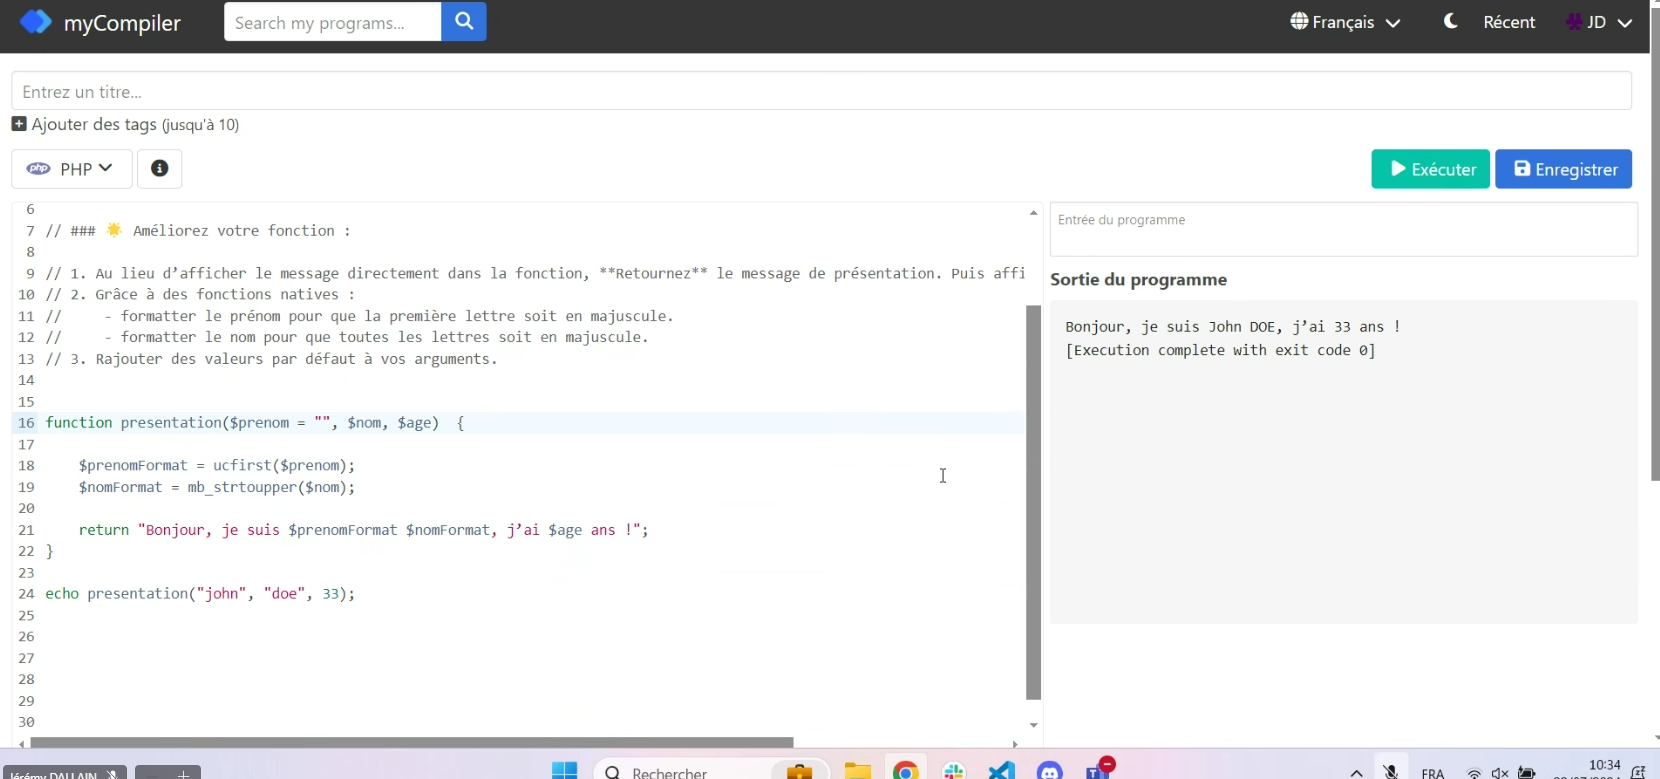 myCompiler
Search my programs...
Français
Récent
JD
Entrez un titre...
Ajouter des tags (jusqu'à 10)
php PHP
Exécuter
Enregistrer
6
7 // ### 🌟 Améliorez votre fonction :
8
9 // 1. Au lieu d’afficher le message directement dans la fonction, **Retournez** le message de présentation. Puis affi
10 // 2. Grâce à des fonctions natives :
11 //     - formatter le prénom pour que la première lettre soit en majuscule.
12 //     - formatter le nom pour que toutes les lettres soit en majuscule.
13 // 3. Rajouter des valeurs par défaut à vos arguments.
14
15
16 function presentation($prenom = "", $nom, $age)  {
17
18     $prenomFormat = ucfirst($prenom);
19     $nomFormat = mb_strtoupper($nom);
20
21     return "Bonjour, je suis $prenomFormat $nomFormat, j’ai $age ans !";
22 }
23
24 echo presentation("john", "doe", 33);
25
26
27
28
29
30
Entrée du programme
Sortie du programme
Bonjour, je suis John DOE, j’ai 33 ans !
[Execution complete with exit code 0]
Jérémy DALLAIN
Rechercher
FRA
10:34